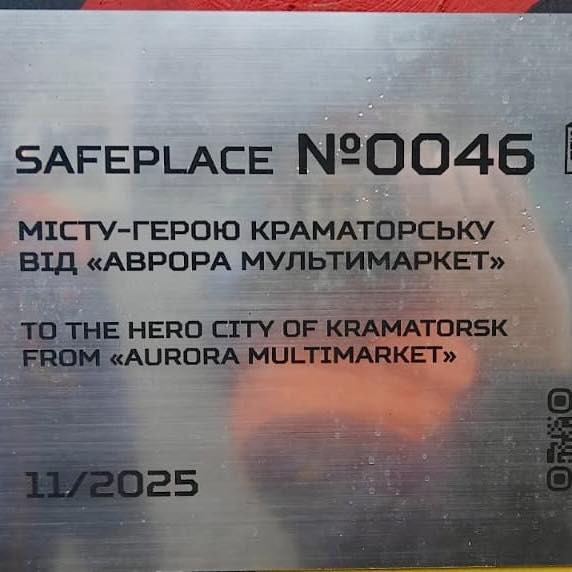 SAFEPLACE №0046
МІСТУ-ГЕРОЮ КРАМАТОРСЬКУ
ВІД «АВРОРА МУЛЬТИМАРКЕТ»
TO THE HERO CITY OF KRAMATORSK
FROM «AURORA MULTIMARKET»
11/2025